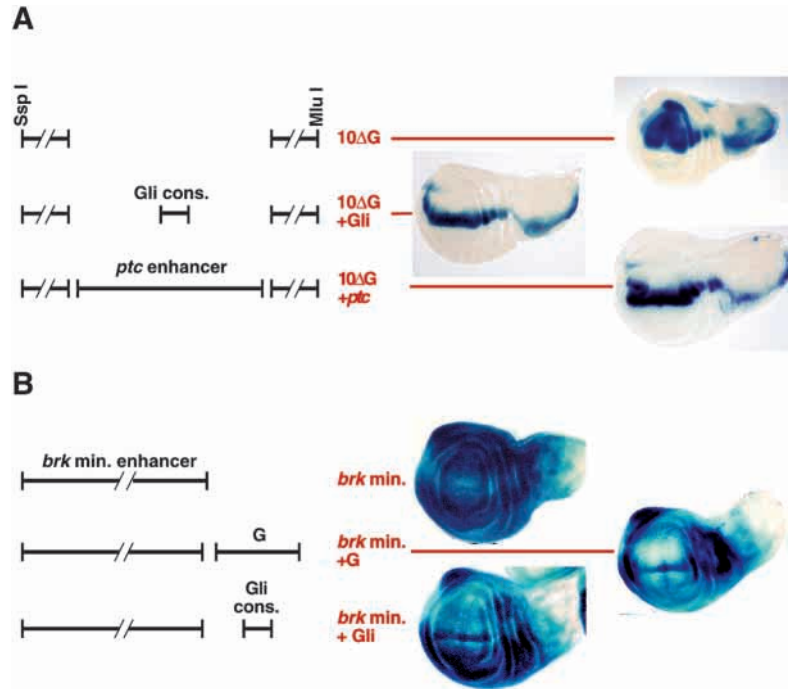 A
Ssp I
Mlu I
10ΔG
Gli cons.
10ΔG
+Gli
ptc enhancer
10ΔG
+ptc
B
brk min. enhancer
brk min.
G
brk min.
+G
Gli
cons.
brk min.
+ Gli